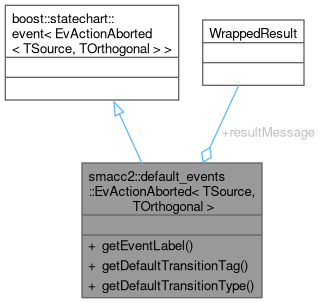 boost::statechart::
event< EvActionAborted
< TSource, TOrthogonal > >
WrappedResult
+resultMessage
smacc2::default_events
::EvActionAborted< TSource,
TOrthogonal >
+ getEventLabel()
+ getDefaultTransitionTag()
+ getDefaultTransitionType()